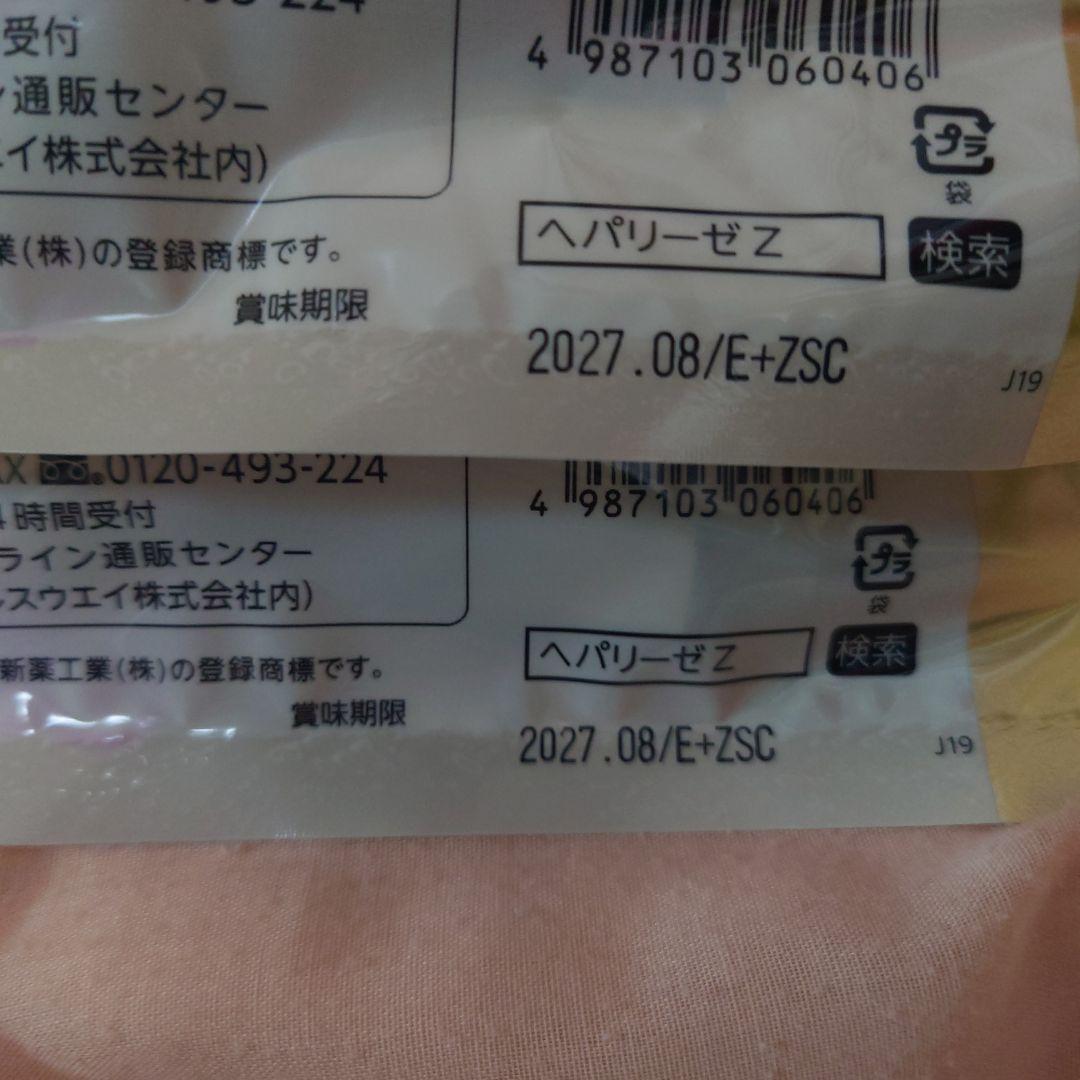 受付
通販センター
イ株式会社内)
業(株)の登録商標です。
賞味期限
4 987103 060406
プラ
袋
ヘパリーゼZ 検索
2027.08/E+ZSC
J19
AX 0120-493-224
時間受付
ライン通販センター
スウエイ株式会社内)
新薬工業(株)の登録商標です。
賞味期限
4 987103 060406
プラ
袋
ヘパリーゼZ 検索
2027.08/E+ZSC
J19